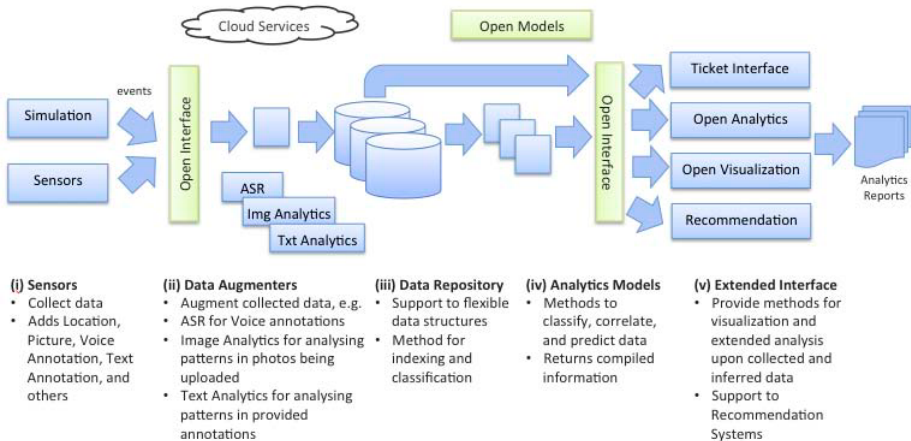 Cloud Services
Open Models
events
Simulation
Sensors
Open Interface
ASR
Img Analytics
Txt Analytics
Open Interface
Ticket Interface
Open Analytics
Open Visualization
Recommendation
Analytics
Reports
(i) Sensors
• Collect data
• Adds Location,
Picture, Voice
Annotation, Text
Annotation, and
others
(ii) Data Augmenters
• Augment collected data, e.g.
• ASR for Voice annotations
• Image Analytics for analysing
patterns in photos being
uploaded
• Text Analytics for analysing
patterns in provided
annotations
(iii) Data Repository
• Support to flexible
data structures
• Method for
indexing and
classification
(iv) Analytics Models
• Methods to
classify, correlate,
and predict data
• Returns compiled
information
(v) Extended Interface
• Provide methods for
visualization and
extended analysis
upon collected and
inferred data
• Support to
Recommendation
Systems